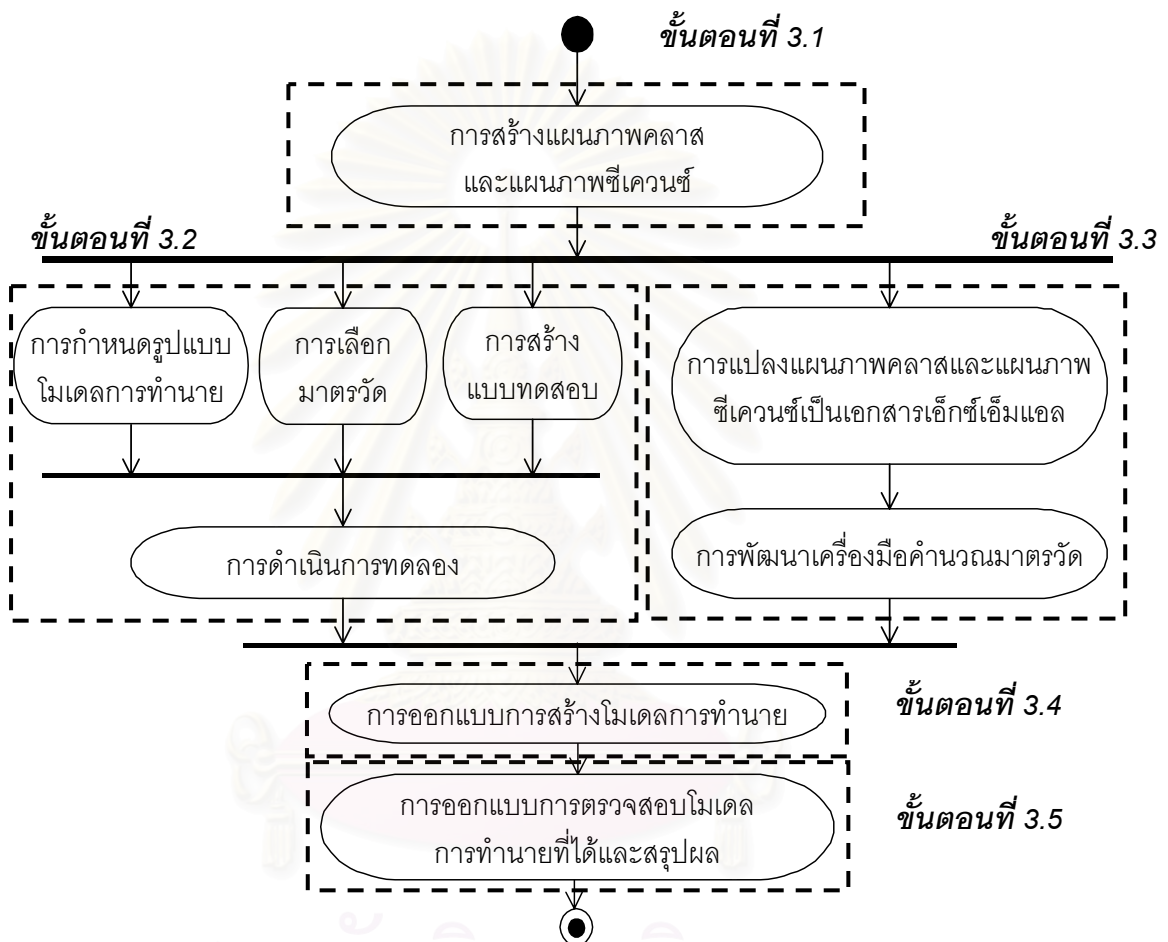 ขั้นตอนที่ 3.1
การสร้างแผนภาพคลาส
และแผนภาพซีเควนซ์
ขั้นตอนที่ 3.2
ขั้นตอนที่ 3.3
การกำหนดรูปแบบ
โมเดลการทำนาย
การเลือก
มาตรวัด
การสร้าง
แบบทดสอบ
การแปลงแผนภาพคลาสและแผนภาพ
ซีเควนซ์เป็นเอกสารเอ็กซ์เอ็มแอล
การดำเนินการทดลอง
การพัฒนาเครื่องมือคำนวณมาตรวัด
การออกแบบการสร้างโมเดลการทำนาย
ขั้นตอนที่ 3.4
การออกแบบการตรวจสอบโมเดล
การทำนายที่ได้และสรุปผล
ขั้นตอนที่ 3.5